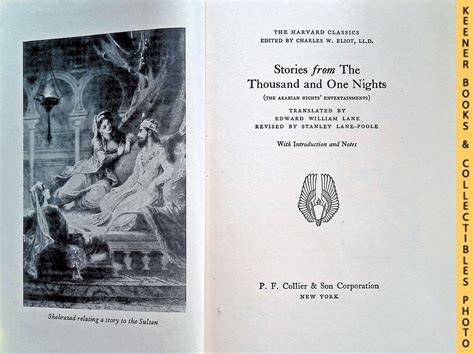 Shahrazad relating a story to the Sultan
THE HARVARD CLASSICS
EDITED BY CHARLES W. ELIOT, LL.D.
Stories from The
Thousand and One Nights
(THE ARABIAN NIGHTS' ENTERTAINMENTS)
TRANSLATED BY
EDWARD WILLIAM LANE
REVISED BY STANLEY LANE-POOLE
With Introduction and Notes
P. F. Collier & Son Corporation
NEW YORK
KEENER BOOKS & COLLECTIBLES PHOTO